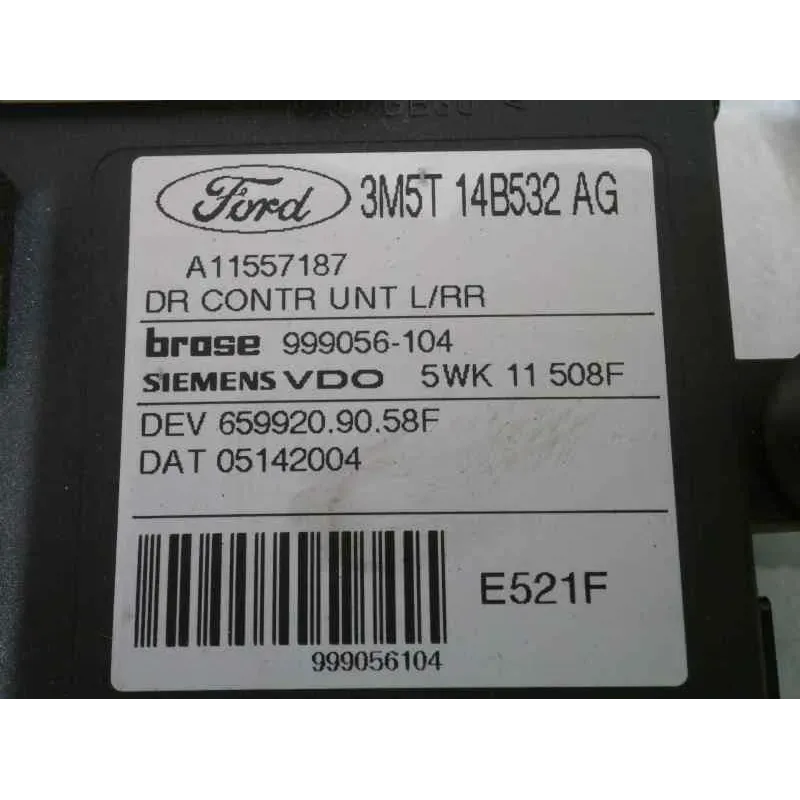 Ford 3M5T 14B532 AG
A11557187
DR CONTR UNT L/RR
brose 999056-104
SIEMENS VDO 5WK 11 508F
DEV 659920.90.58F
DAT 05142004
E521F
999056104